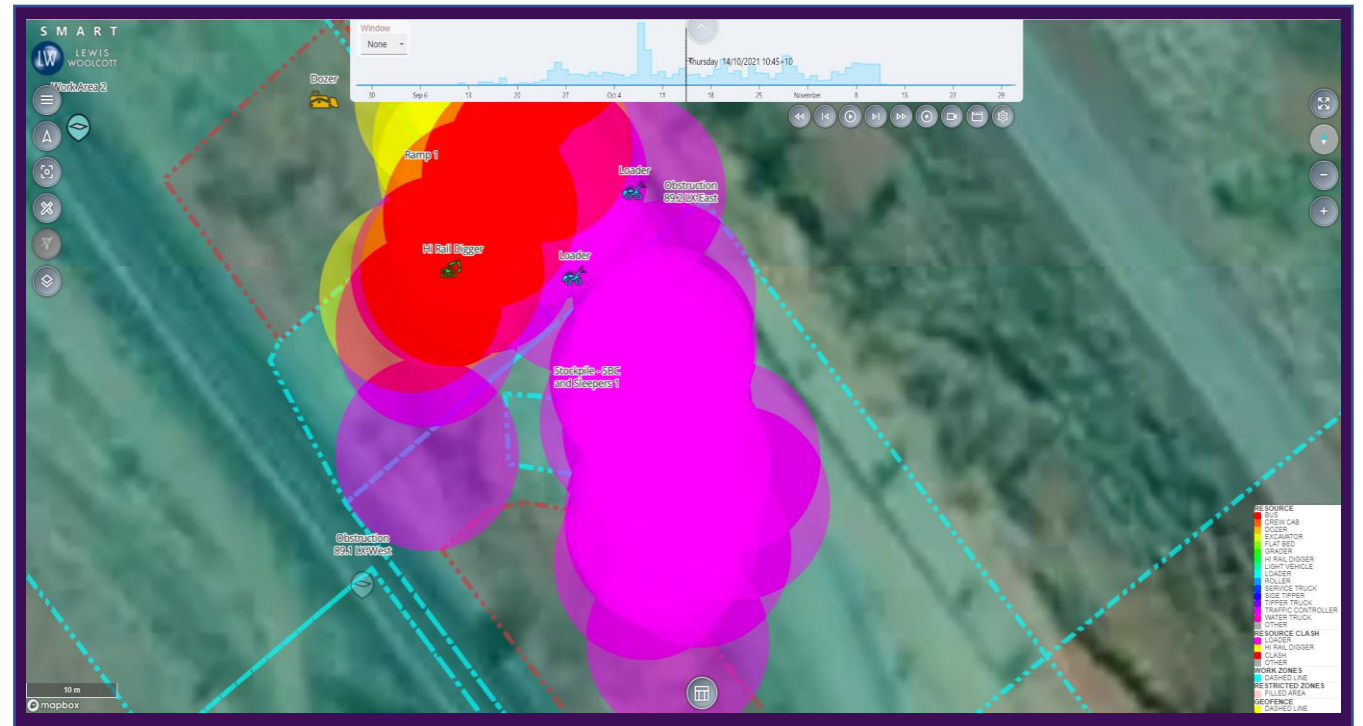 SMART
LW
LEWIS
WOOLCOTT
Window
None
Thursday 14/10/2021 10:45+10
30 Sep 6 13 20 27 Oct 4 11 18 25 November 8 15 22 29
Work Area 2
Dozer
Ramp 1
Loader
Obstruction
89.2 LX East
Hi Rail Digger
Loader
Stockpile - SBC
and Sleepers 1
Obstruction
89.1 LX West
RESOURCE
BUS
CREW CAB
DOZER
EXCAVATOR
FLAT BED
GRADER
HI RAIL DIGGER
LIGHT VEHICLE
LOADER
ROLLER
SERVICE TRUCK
SIDE TIPPER
TIPPER TRUCK
TRAFFIC CONTROLLER
WATER TRUCK
OTHER
RESOURCE CLASH
LOADER
HI RAIL DIGGER
CLASH
OTHER
WORK ZONES
DASHED LINE
RESTRICTED ZONES
FILLED AREA
GEOFENCE
DASHED LINE
10 m
mapbox